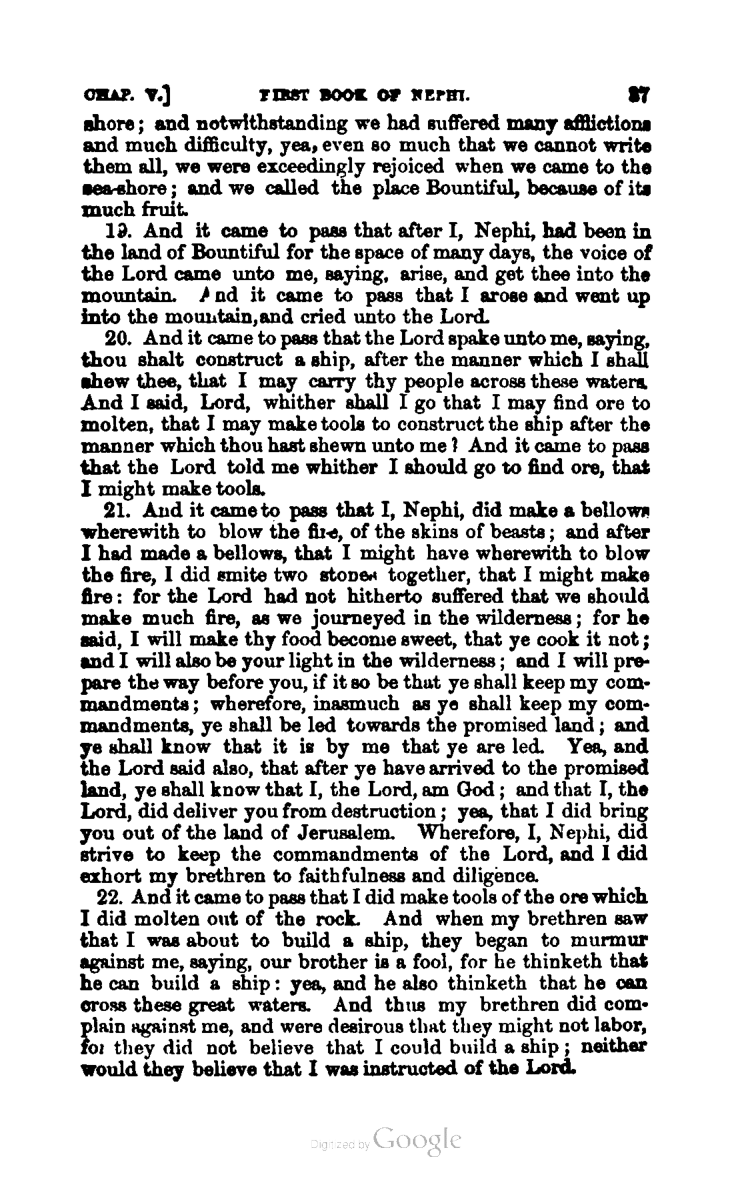 CHAP. V.] FIRST BOOK OF NEPHI. 37
shore; and notwithstanding we had suffered many afflictions
and much difficulty, yea, even so much that we cannot write
them all, we were exceedingly rejoiced when we came to the
sea-shore; and we called the place Bountiful, because of its
much fruit.
19. And it came to pass that after I, Nephi, had been in
the land of Bountiful for the space of many days, the voice of
the Lord came unto me, saying, arise, and get thee into the
mountain. And it came to pass that I arose and went up
into the mountain, and cried unto the Lord.
20. And it came to pass that the Lord spake unto me, saying,
thou shalt construct a ship, after the manner which I shall
shew thee, that I may carry thy people across these waters.
And I said, Lord, whither shall I go that I may find ore to
molten, that I may make tools to construct the ship after the
manner which thou hast shewn unto me? And it came to pass
that the Lord told me whither I should go to find ore, that
I might make tools.
21. And it came to pass that I, Nephi, did make a bellows
wherewith to blow the fire, of the skins of beasts; and after
I had made a bellows, that I might have wherewith to blow
the fire, I did smite two stones together, that I might make
fire: for the Lord had not hitherto suffered that we should
make much fire, as we journeyed in the wilderness; for he
said, I will make thy food become sweet, that ye cook it not;
and I will also be your light in the wilderness; and I will pre-
pare the way before you, if it so be that ye shall keep my com-
mandments; wherefore, inasmuch as ye shall keep my com-
mandments, ye shall be led towards the promised land; and
ye shall know that it is by me that ye are led. Yea, and
the Lord said also, that after ye have arrived to the promised
land, ye shall know that I, the Lord, am God; and that I, the
Lord, did deliver you from destruction; yea, that I did bring
you out of the land of Jerusalem. Wherefore, I, Nephi, did
strive to keep the commandments of the Lord, and I did
exhort my brethren to faithfulness and diligence.
22. And it came to pass that I did make tools of the ore which
I did molten out of the rock. And when my brethren saw
that I was about to build a ship, they began to murmur
against me, saying, our brother is a fool, for he thinketh that
he can build a ship: yea, and he also thinketh that he can
cross these great waters. And thus my brethren did com-
plain against me, and were desirous that they might not labor,
for they did not believe that I could build a ship; neither
would they believe that I was instructed of the Lord.
Digitized by Google